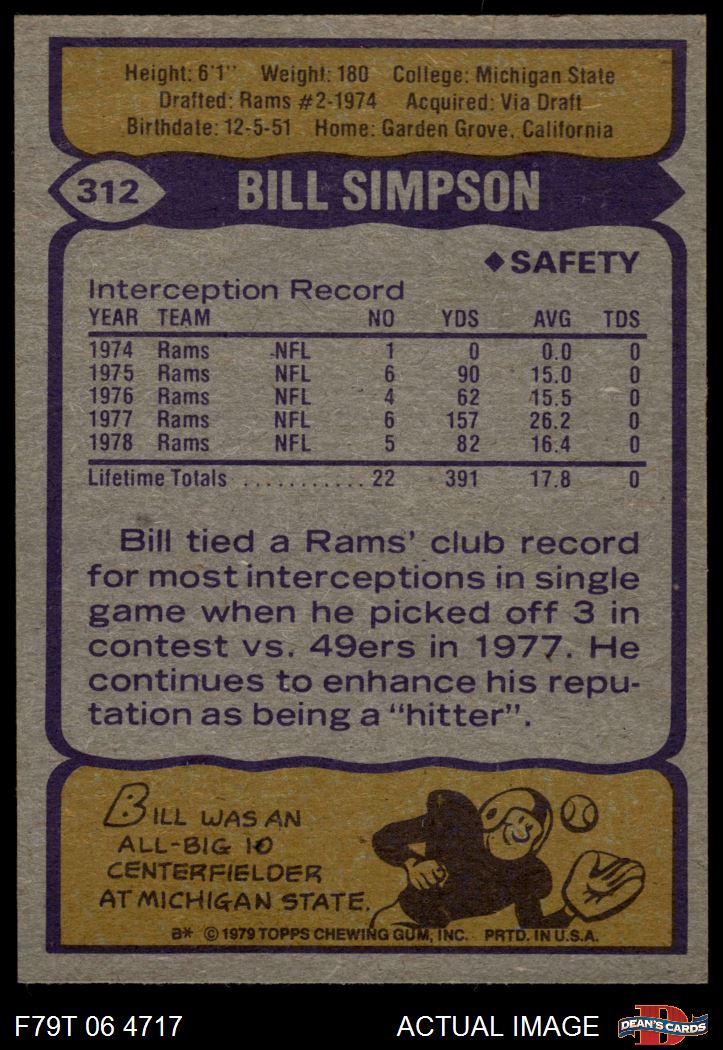 Height: 6'1" Weight: 180 College: Michigan State
Drafted: Rams #2-1974 Acquired: Via Draft
Birthdate: 12-5-51 Home: Garden Grove, California
312 BILL SIMPSON
◆SAFETY
Interception Record
YEAR TEAM NO YDS AVG TDS
1974 Rams NFL 1 0 0.0 0
1975 Rams NFL 6 90 15.0 0
1976 Rams NFL 4 62 15.5 0
1977 Rams NFL 6 157 26.2 0
1978 Rams NFL 5 82 16.4 0
Lifetime Totals ........... 22 391 17.8 0
Bill tied a Rams' club record
for most interceptions in single
game when he picked off 3 in
contest vs. 49ers in 1977. He
continues to enhance his repu-
tation as being a "hitter".
BILL WAS AN
ALL-BIG 10
CENTERFIELDER
AT MICHIGAN STATE.
B* © 1979 TOPPS CHEWING GUM, INC. PRTD. IN U.S.A.
F79T 06 4717 ACTUAL IMAGE D DEAN'S CARDS